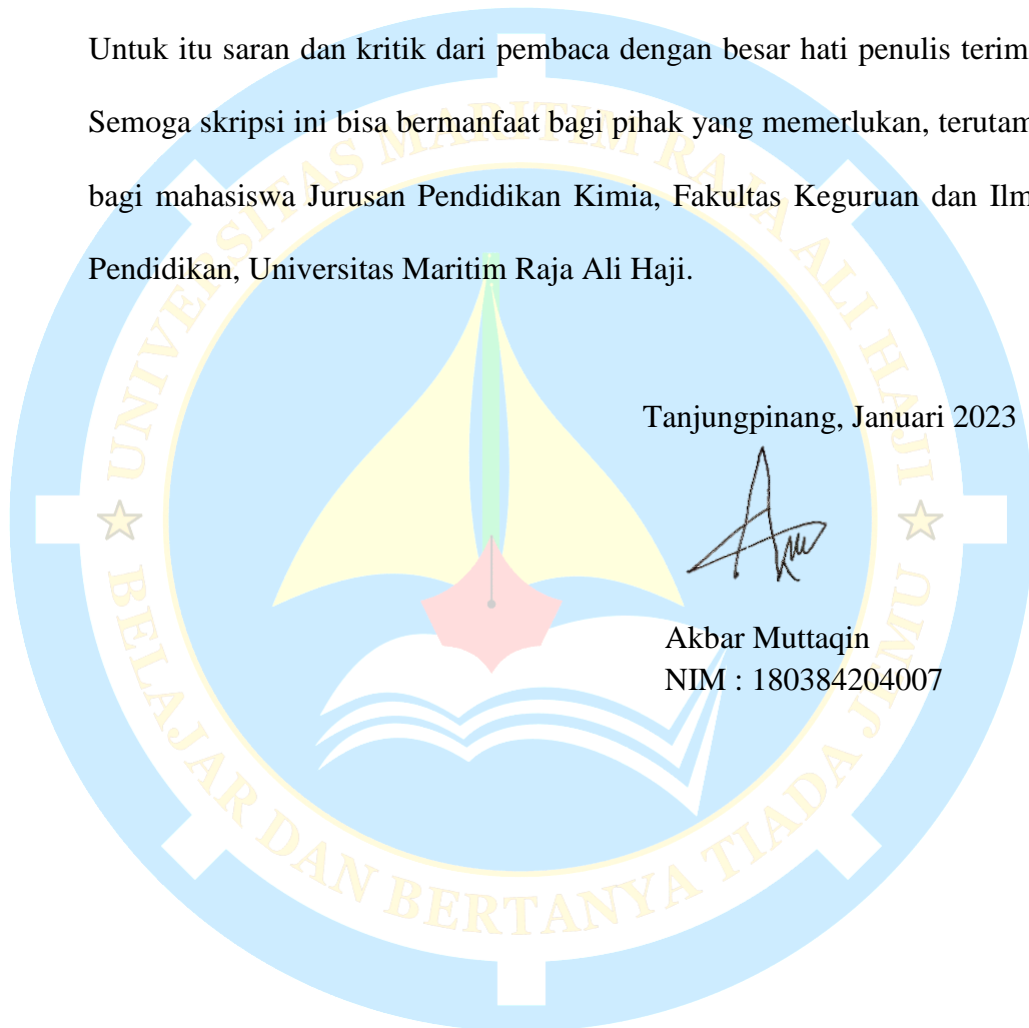 Untuk itu saran dan kritik dari pembaca dengan besar hati penulis terim
Semoga skripsi ini bisa bermanfaat bagi pihak yang memerlukan, terutam
bagi mahasiswa Jurusan Pendidikan Kimia, Fakultas Keguruan dan Ilm
Pendidikan, Universitas Maritim Raja Ali Haji.
Tanjungpinang, Januari 2023
Akbar Muttaqin
NIM : 180384204007
UNIVERSITAS MARITIM RAJA ALI HAJI
BELAJAR DAN BERTANYA TIADA JEMU